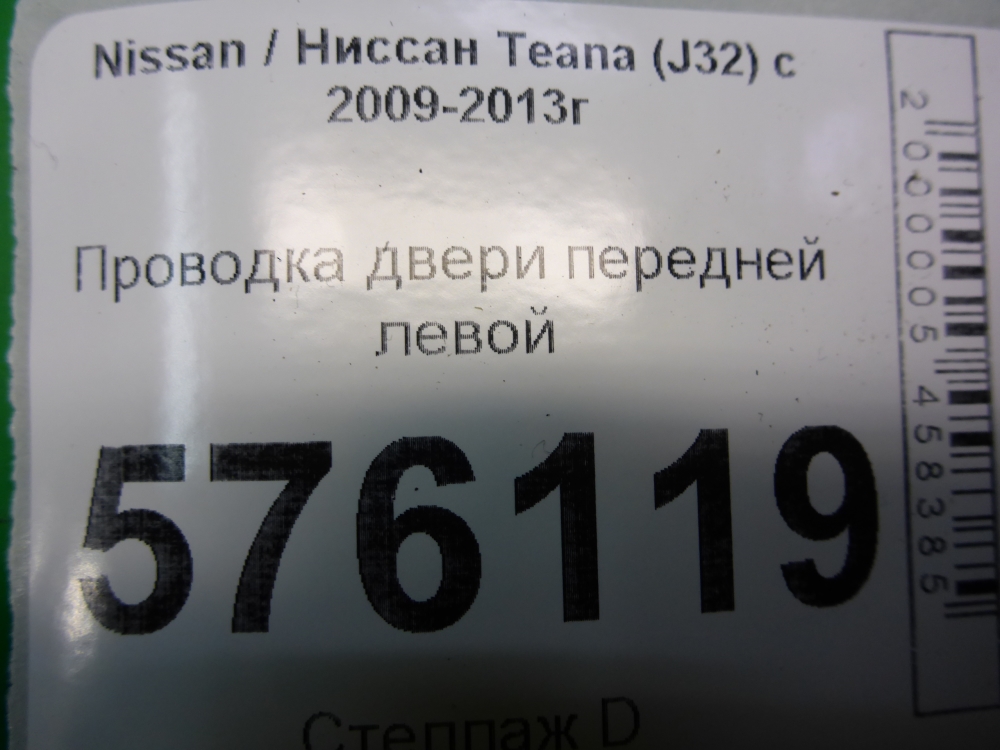 Nissan / Ниссан Teana (J32) с
2009-2013г
Проводка двери передней
левой
576119
Стеллаж D
2000005458385